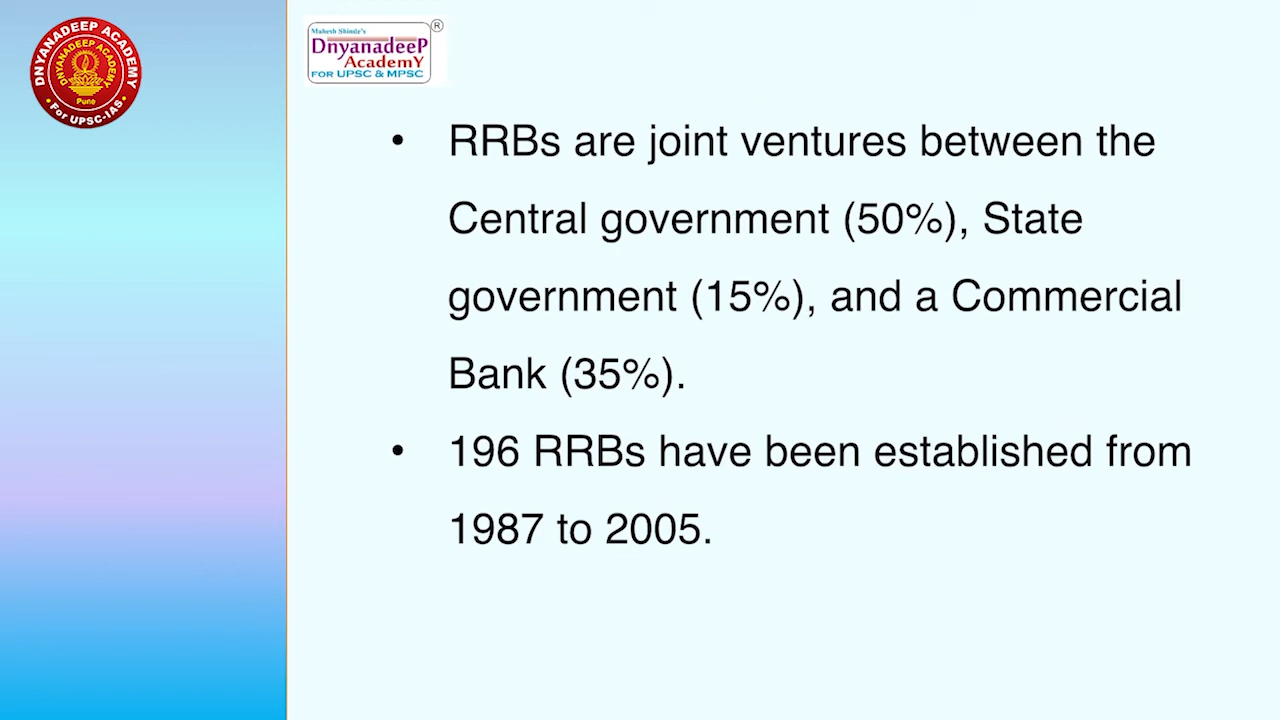 DNYANADEEP ACADEMY
DNYANADEEP ACADEMY
Pune
• For UPSC-IAS •
Mahesh Shinde's
DnyanadeeP
AcademY
FOR UPSC & MPSC
®
• RRBs are joint ventures between the
Central government (50%), State
government (15%), and a Commercial
Bank (35%).
• 196 RRBs have been established from
1987 to 2005.